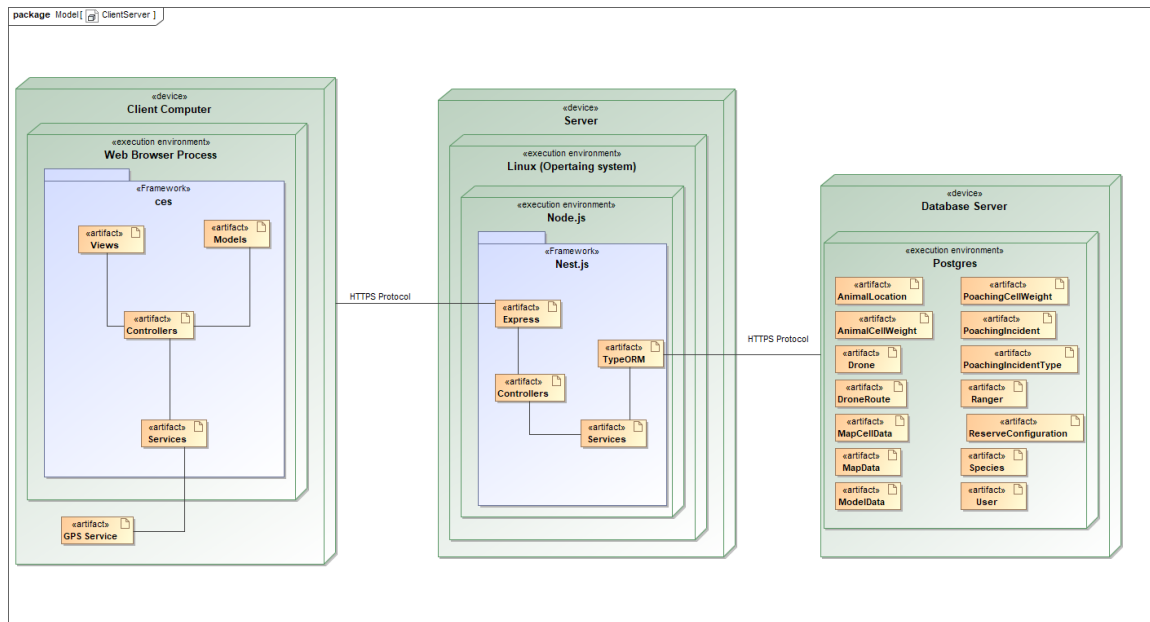 package Model[ ClientServer ]
«device»
Client Computer
«execution environment»
Web Browser Process
«Framework»
ces
«artifact»
Views
«artifact»
Models
«artifact»
Controllers
«artifact»
Services
«artifact»
GPS Service
HTTPS Protocol
«device»
Server
«execution environment»
Linux (Opertaing system)
«execution environment»
Node.js
«Framework»
Nest.js
«artifact»
Express
«artifact»
TypeORM
«artifact»
Controllers
«artifact»
Services
HTTPS Protocol
«device»
Database Server
«execution environment»
Postgres
«artifact»
AnimalLocation
«artifact»
PoachingCellWeight
«artifact»
AnimalCellWeight
«artifact»
PoachingIncident
«artifact»
Drone
«artifact»
PoachingIncidentType
«artifact»
DroneRoute
«artifact»
Ranger
«artifact»
MapCellData
«artifact»
ReserveConfiguration
«artifact»
MapData
«artifact»
Species
«artifact»
ModelData
«artifact»
User